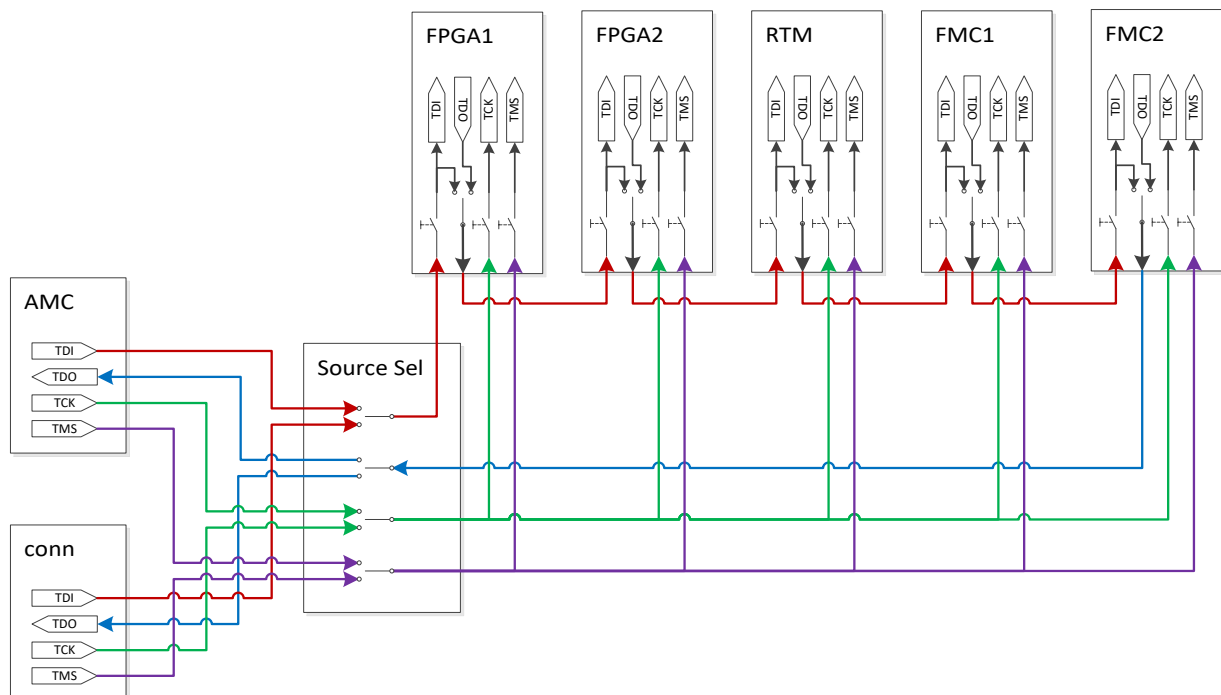 FPGA1
TDI
TDO
TCK
TMS
FPGA2
TDI
TDO
TCK
TMS
RTM
TDI
TDO
TCK
TMS
FMC1
TDI
TDO
TCK
TMS
FMC2
TDI
TDO
TCK
TMS
AMC
TDI
TDO
TCK
TMS
Source Sel
conn
TDI
TDO
TCK
TMS